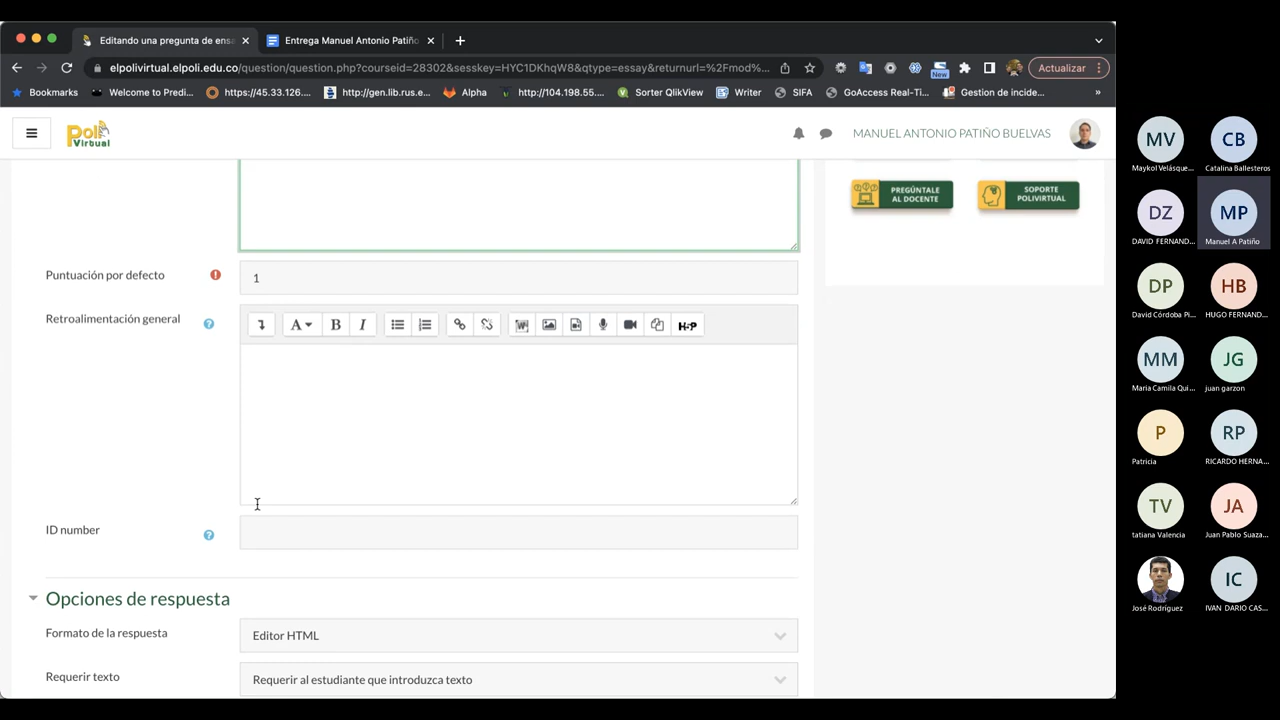 Editando una pregunta de ensa
Entrega Manuel Antonio Patiño
elpolivirtual.elpoli.edu.co/question/question.php?courseid=28302&sesskey=HYC1DKhqW8&qtype=essay&returnurl=%2Fmod%...
Actualizar
New
Bookmarks
Welcome to Predi...
https://45.33.126....
http://gen.lib.rus.e...
Alpha
http://104.198.55....
Sorter QlikView
Writer
SIFA
GoAccess Real-Ti...
Gestion de incide...
»
Poli Virtual
MANUEL ANTONIO PATIÑO BUELVAS
PREGÚNTALE
AL DOCENTE
SOPORTE
POLIVIRTUAL
Puntuación por defecto
1
Retroalimentación general
A
B
I
H5P
ID number
Opciones de respuesta
Formato de la respuesta
Editor HTML
Requerir texto
Requerir al estudiante que introduzca texto
MV
CB
Maykol Velásque...
Catalina Ballesteros
DZ
MP
DAVID FERNAND...
Manuel A Patiño
DP
HB
David Córdoba Pi...
HUGO FERNAND...
MM
JG
Maria Camila Qui...
juan garzon
P
RP
Patricia
RICARDO HERNA...
TV
JA
tatiana Valencia
Juan Pablo Suaza...
IC
José Rodríguez
IVAN DARIO CAS...